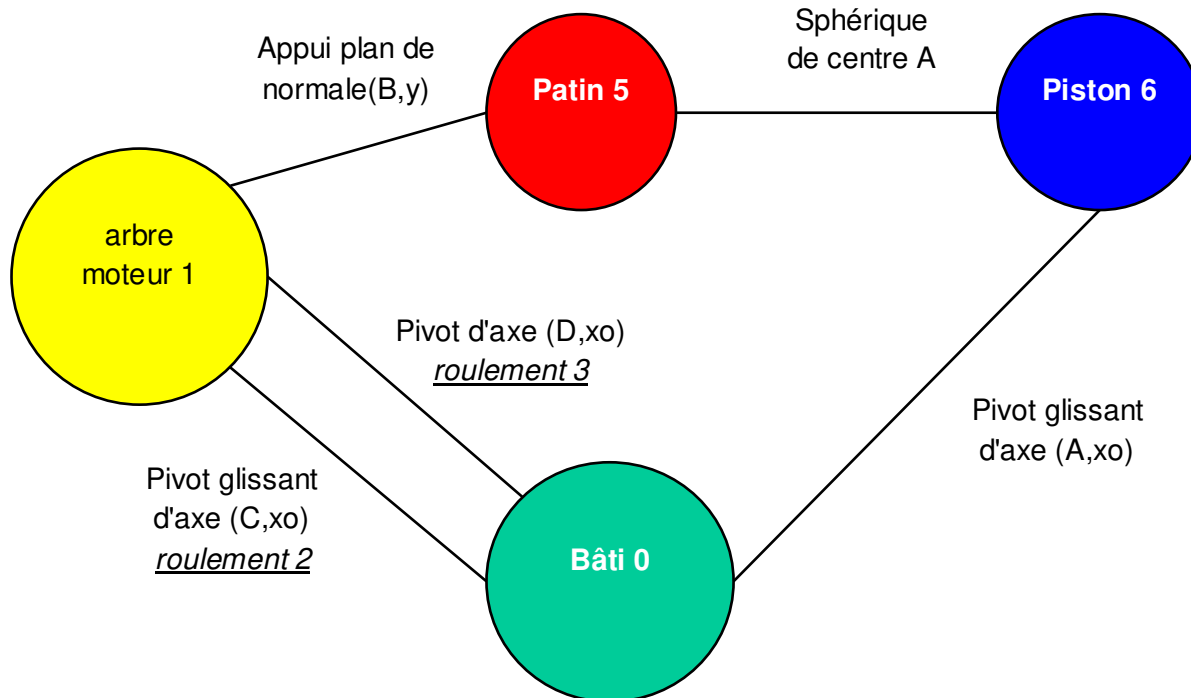 Appui plan de
normale(B,y)
Sphérique
de centre A
Patin 5
Piston 6
arbre
moteur 1
Pivot d'axe (D,xo)
roulement 3
Pivot glissant
d'axe (A,xo)
Pivot glissant
d'axe (C,xo)
roulement 2
Bâti 0